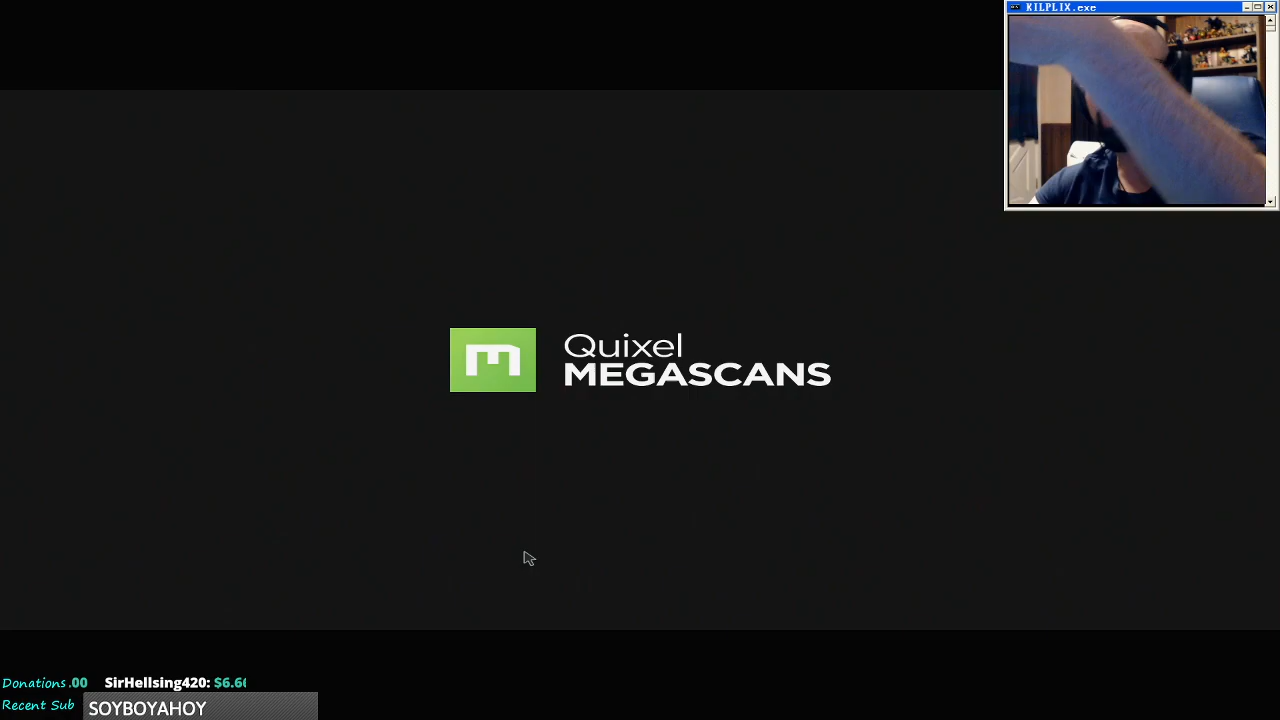 KILPLIX.exe
Quixel
MEGASCANS
Donations .00 SirHellsing420: $6.6
Recent Sub SOYBOYAHOY